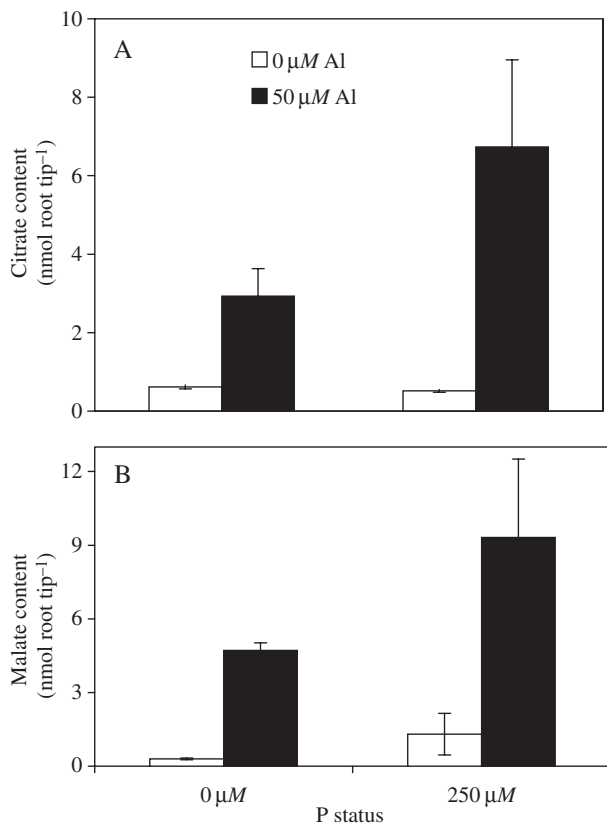 A
0 μM Al
50 μM Al
Citrate content
(nmol root tip⁻¹)
10
8
6
4
2
0
B
Malate content
(nmol root tip⁻¹)
12
9
6
3
0
0 μM
250 μM
P status